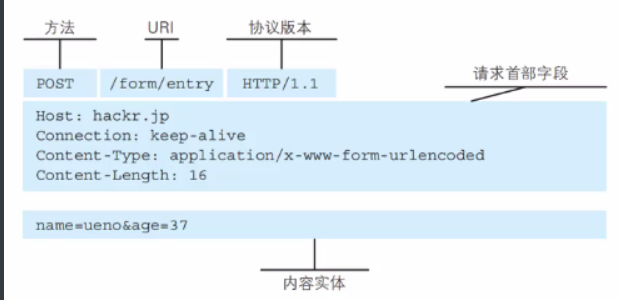 方法 URI 协议版本
POST /form/entry HTTP/1.1
请求首部字段
Host: hackr.jp
Connection: keep-alive
Content-Type: application/x-www-form-urlencoded
Content-Length: 16
name=ueno&age=37
内容实体